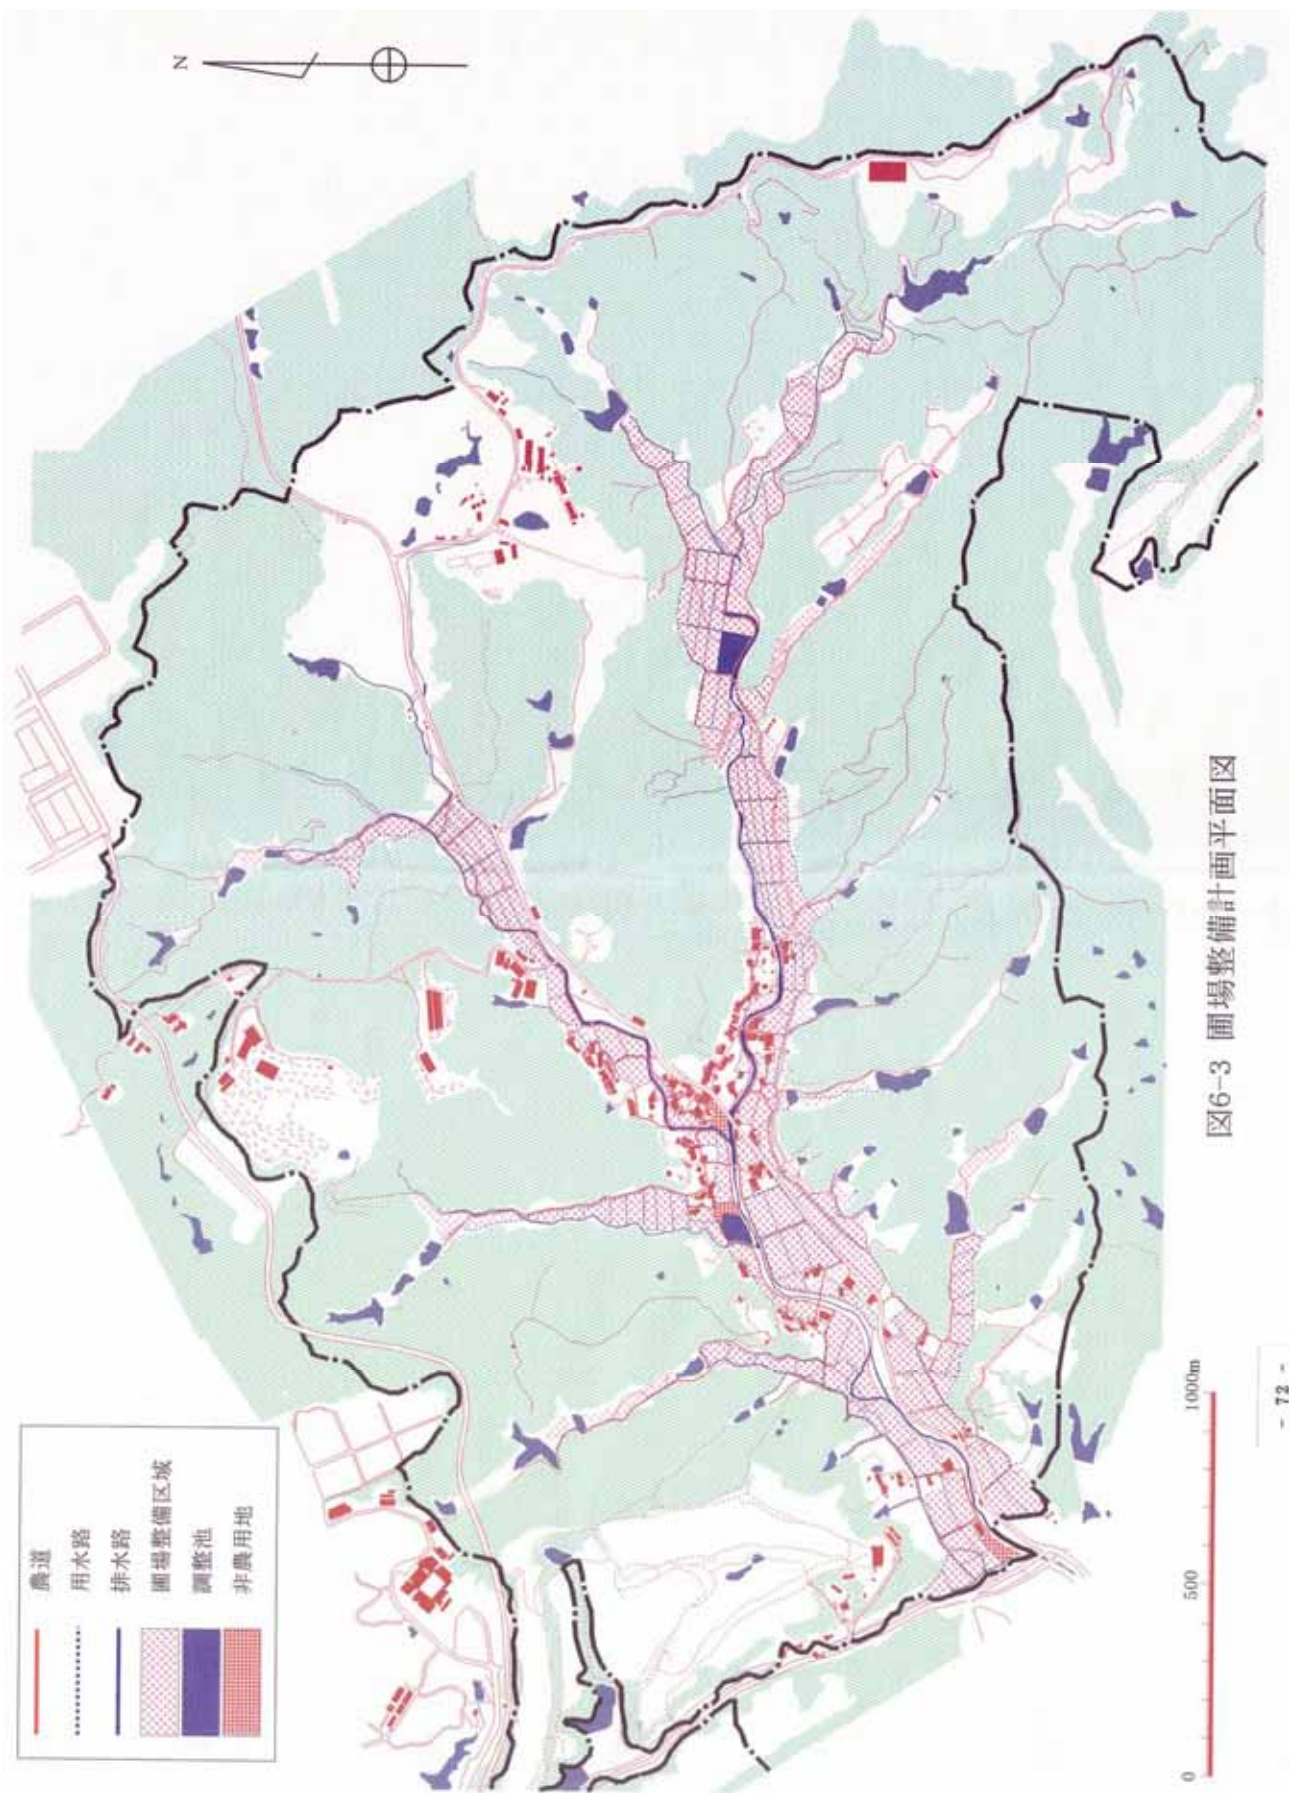 N
農道
用水路
排水路
圃場整備区域
調整池
非農用地
0 500 1000m
図6-3 圃場整備計画平面図
- 72 -